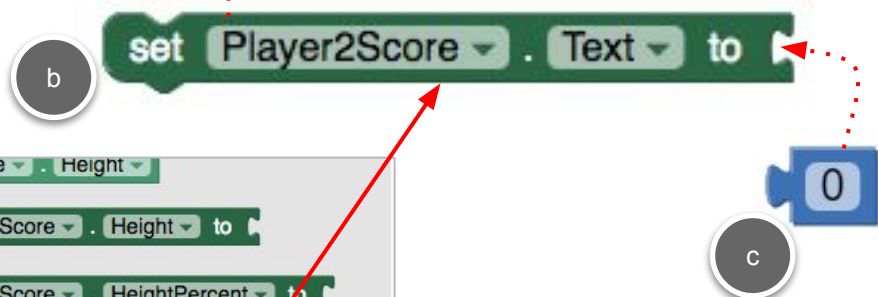 set Player2Score . Text to
b
e . Height
0
Score . Height to
c
Score . HeightPercent to